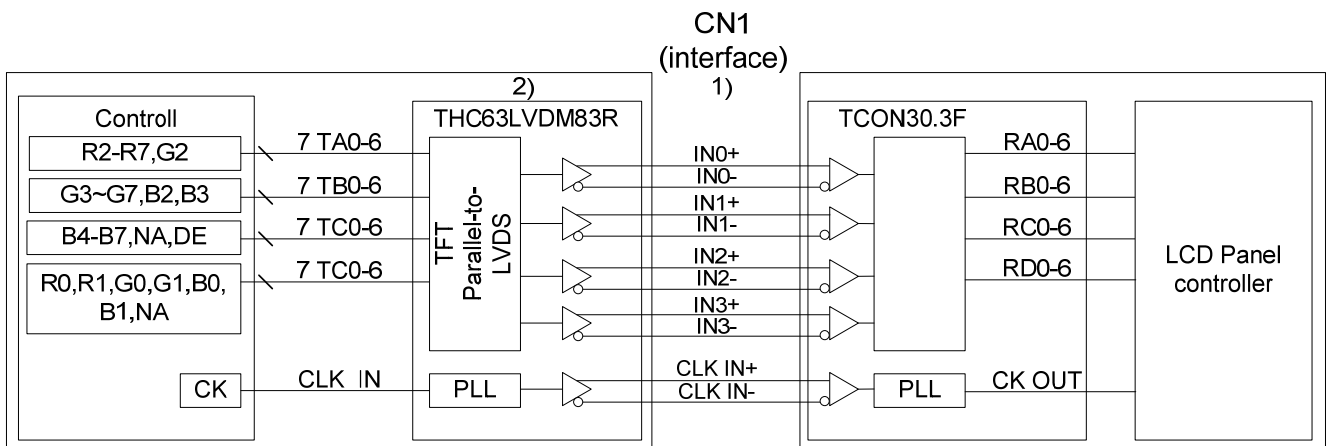 CN1
(interface)
1)
2)
Controll
R2-R7,G2
G3~G7,B2,B3
B4-B7,NA,DE
R0,R1,G0,G1,B0,
B1,NA
CK
7 TA0-6
7 TB0-6
7 TC0-6
7 TC0-6
CLK IN
THC63LVDM83R
TFT
Parallel-to-
LVDS
PLL
IN0+
IN0-
IN1+
IN1-
IN2+
IN2-
IN3+
IN3-
CLK IN+
CLK IN-
TCON30.3F
PLL
RA0-6
RB0-6
RC0-6
RD0-6
CK OUT
LCD Panel
controller